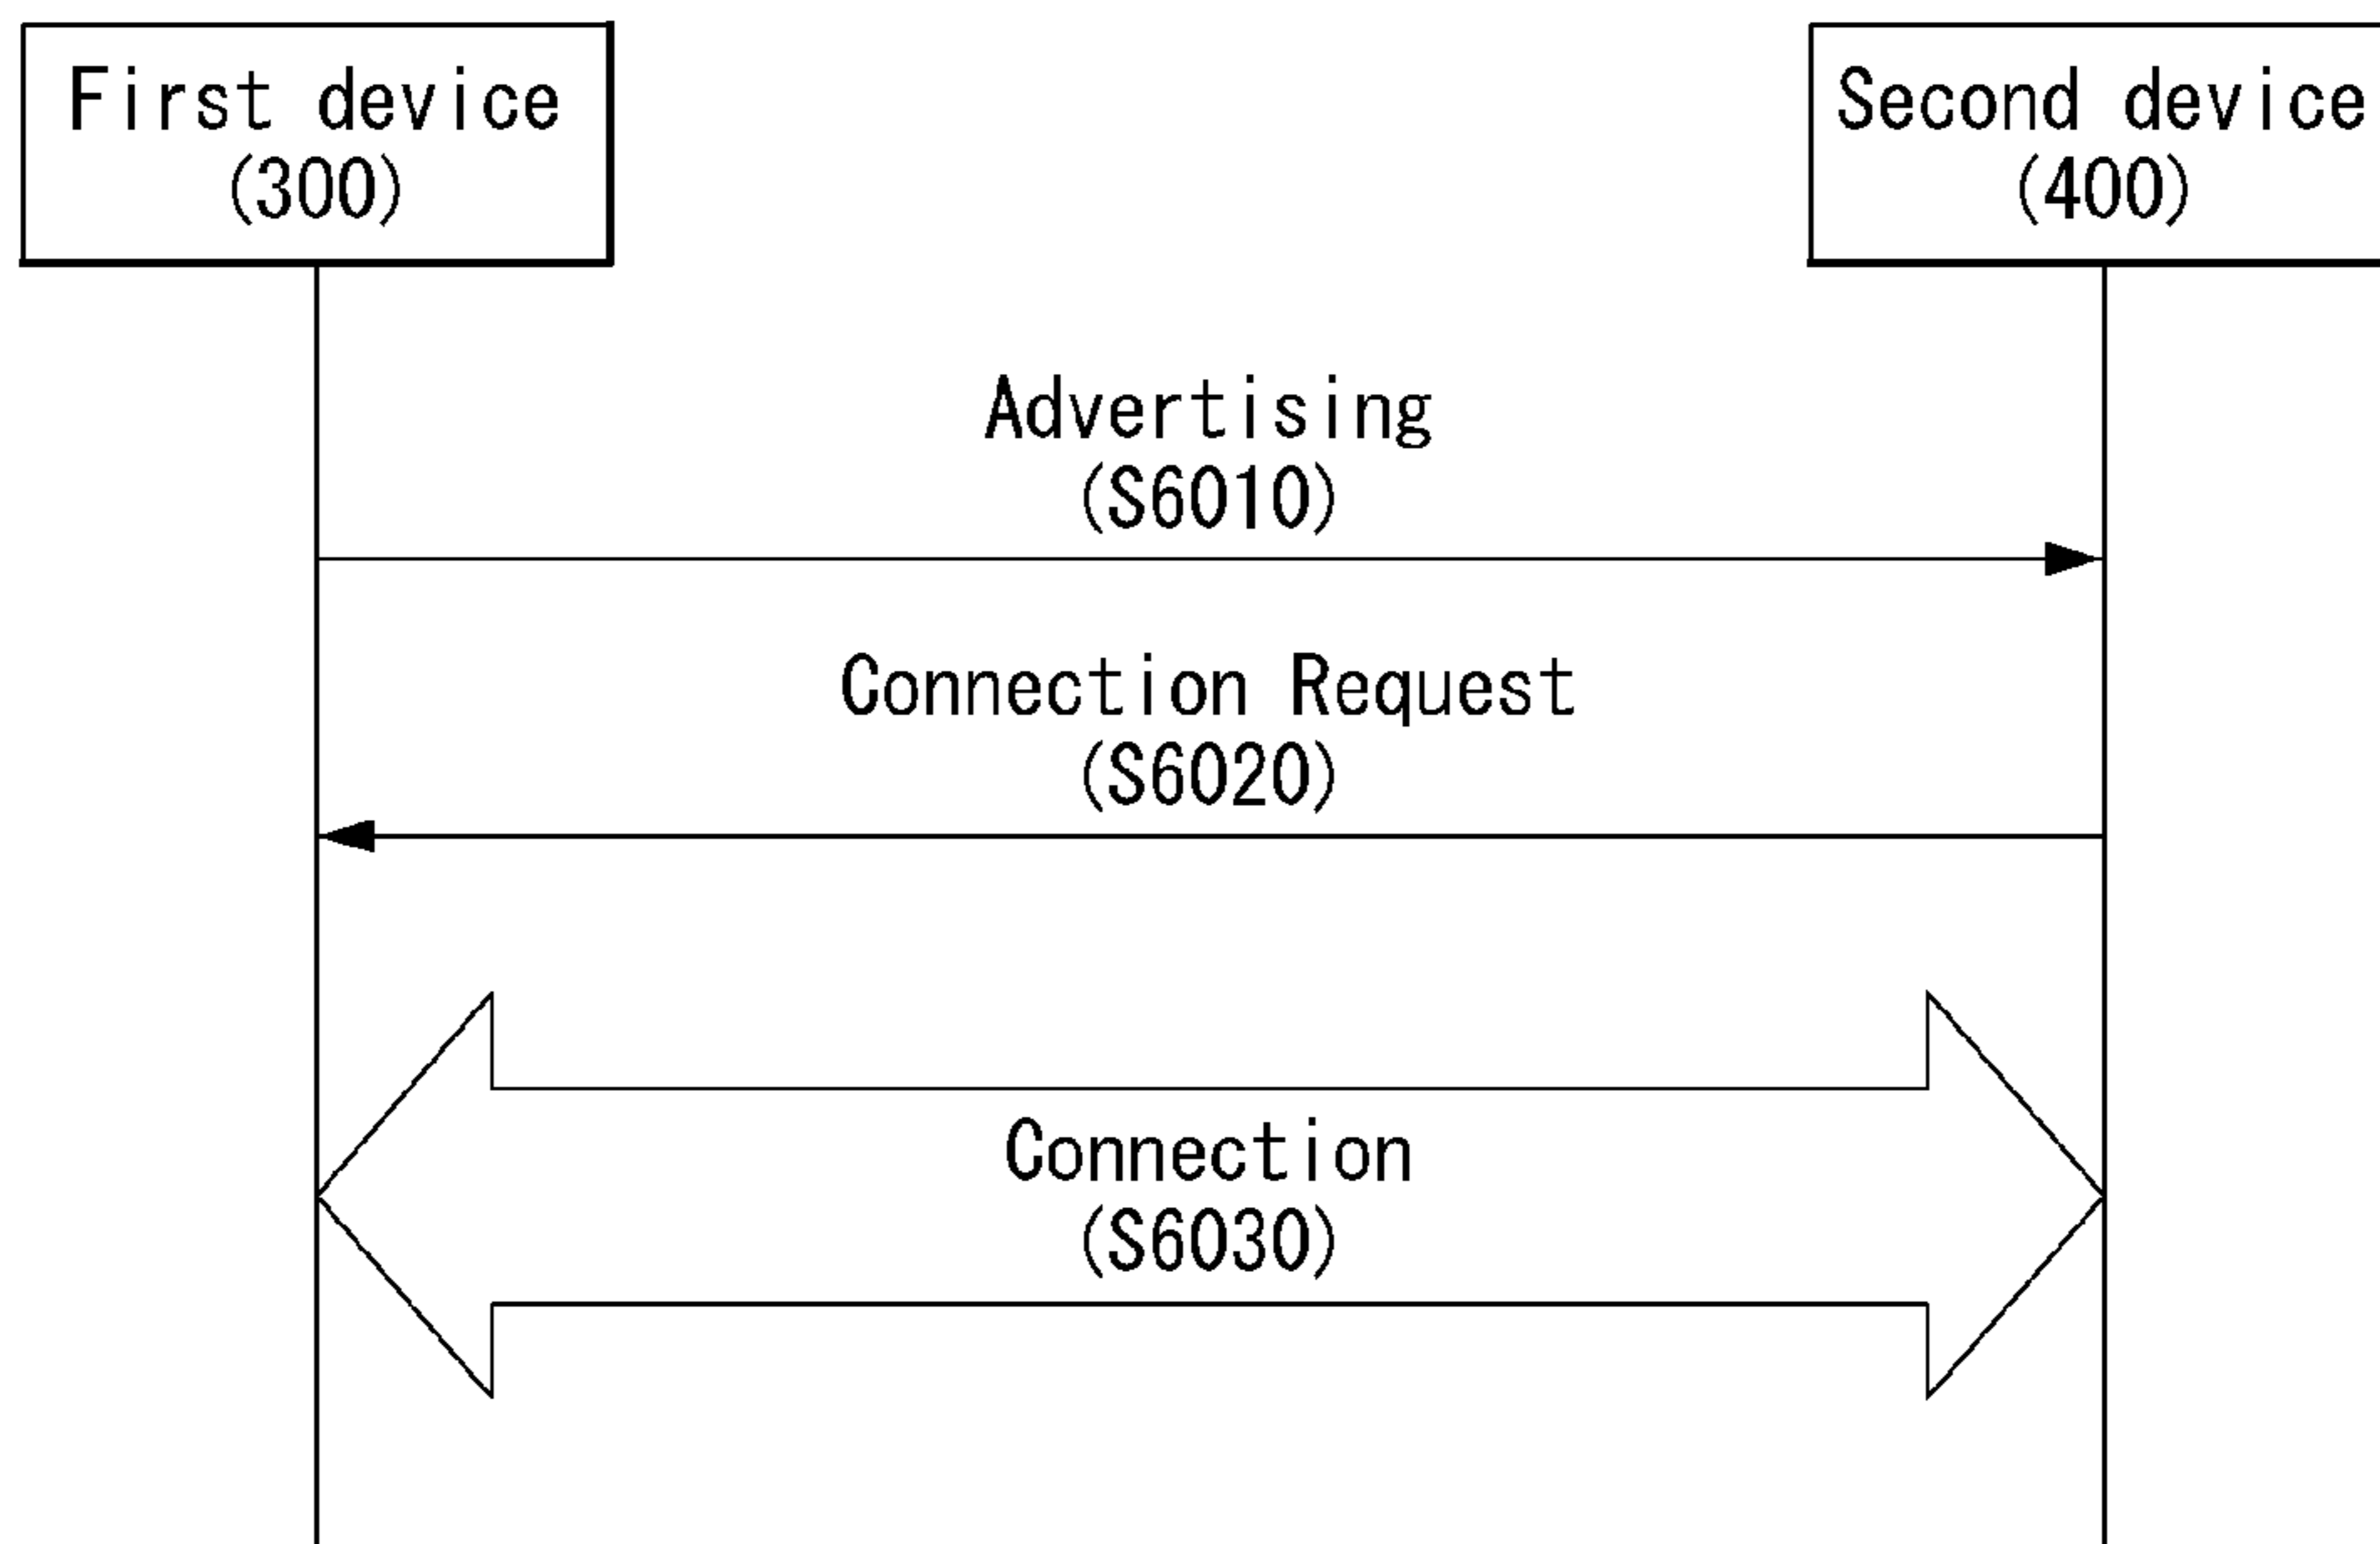 First device
(300)
Second device
(400)
Advertising
(S6010)
Connection Request
(S6020)
Connection
(S6030)